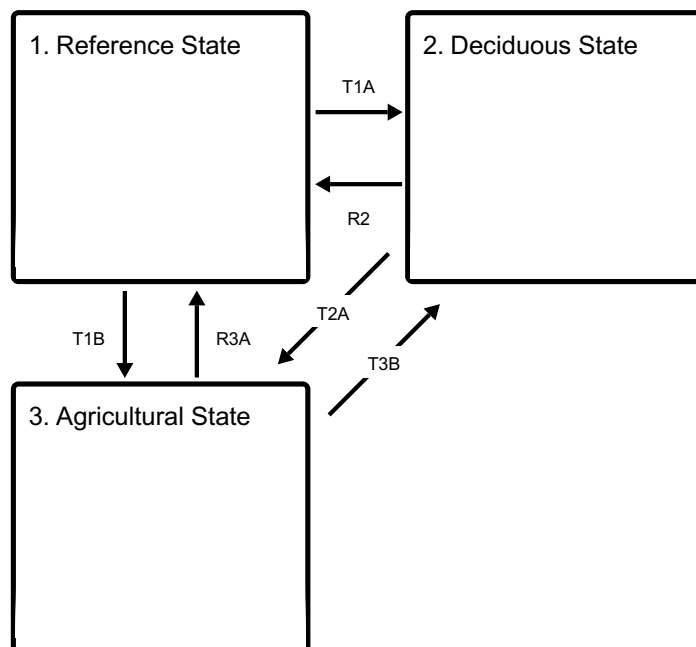 1. Reference State
2. Deciduous State
T1A
R2
T2A
T1B
R3A
T3B
3. Agricultural State